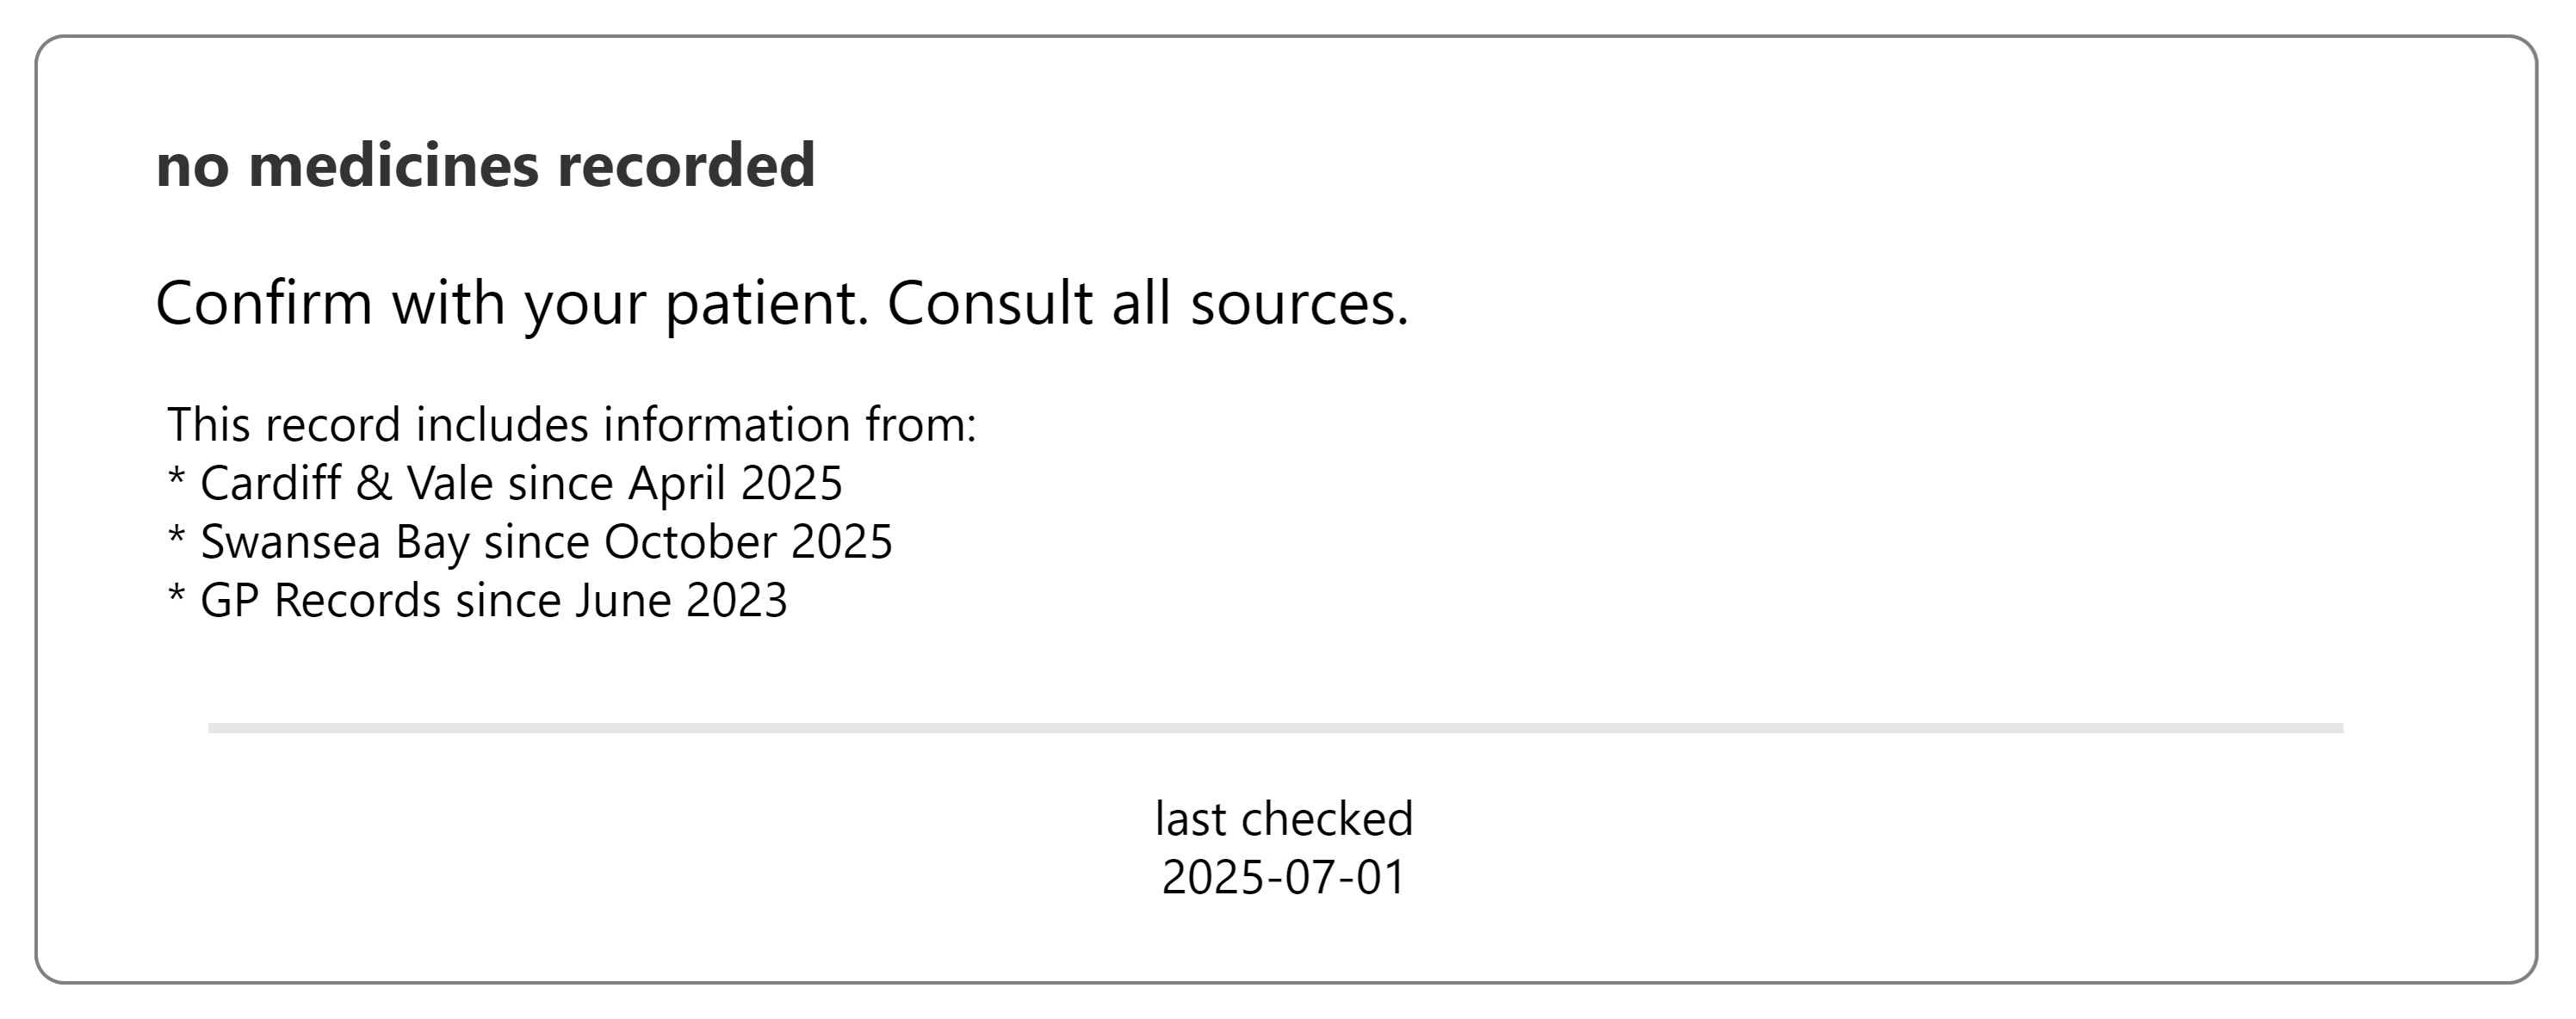 no medicines recorded
Confirm with your patient. Consult all sources.
This record includes information from:
* Cardiff & Vale since April 2025
* Swansea Bay since October 2025
* GP Records since June 2023
last checked
2025-07-01